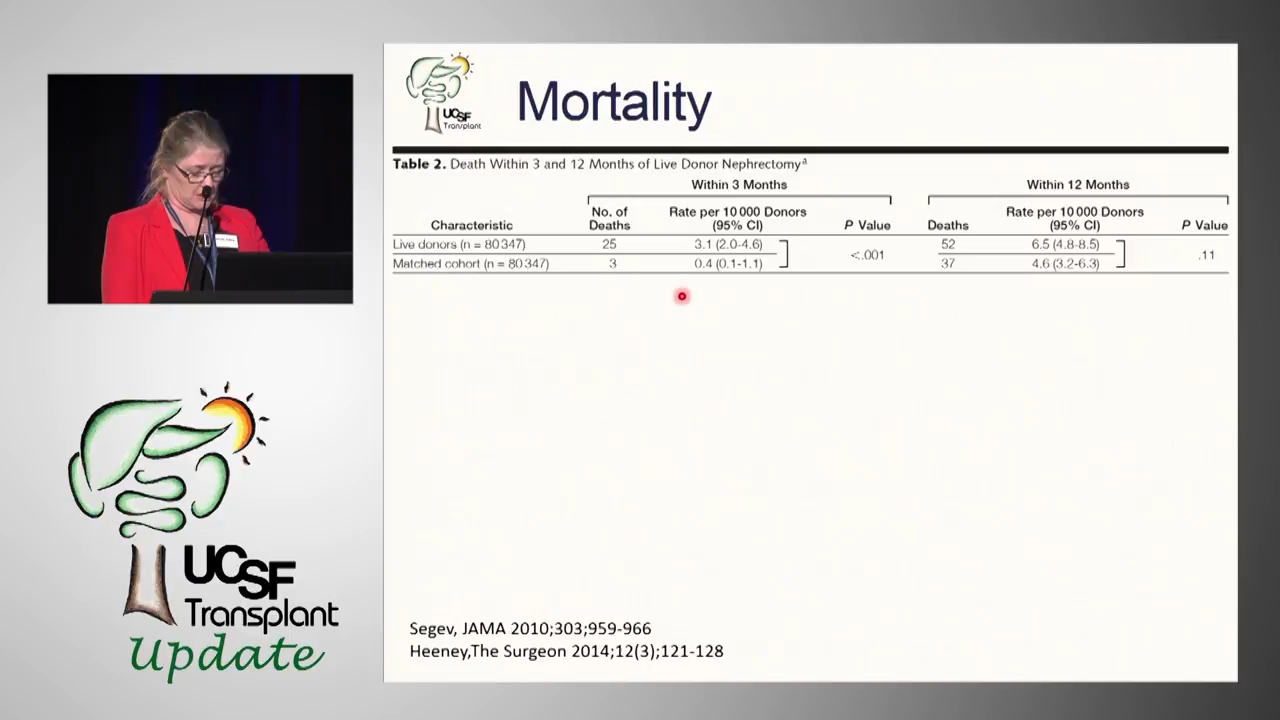 UCSF
Transplant
Mortality
Table 2. Death Within 3 and 12 Months of Live Donor Nephrectomyª
Within 3 Months Within 12 Months
Characteristic No. of Deaths Rate per 10 000 Donors (95% CI) P Value Deaths Rate per 10 000 Donors (95% CI) P Value
Live donors (n = 80 347) 25 3.1 (2.0-4.6) <.001 52 6.5 (4.8-8.5) .11
Matched cohort (n = 80 347) 3 0.4 (0.1-1.1) 37 4.6 (3.2-6.3)
UCSF
Transplant
Update
Segev, JAMA 2010;303;959-966
Heeney,The Surgeon 2014;12(3);121-128